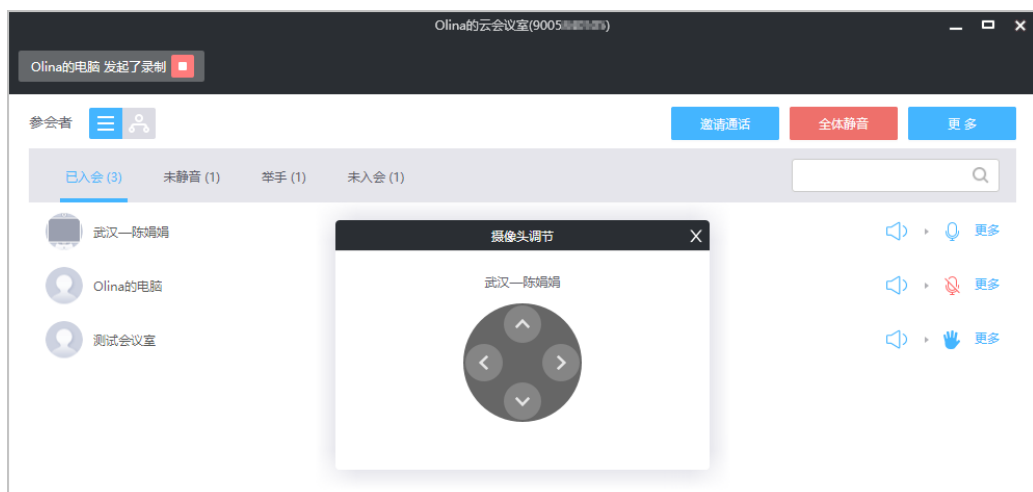 Olina的云会议室(9005
Olina的电脑 发起了录制
参会者
邀请通话
全体静音
更多
已入会 (3)
未静音 (1)
举手 (1)
未入会 (1)
武汉—陈娟娟
更多
摄像头调节
X
武汉—陈娟娟
Olina的电脑
更多
测试会议室
更多